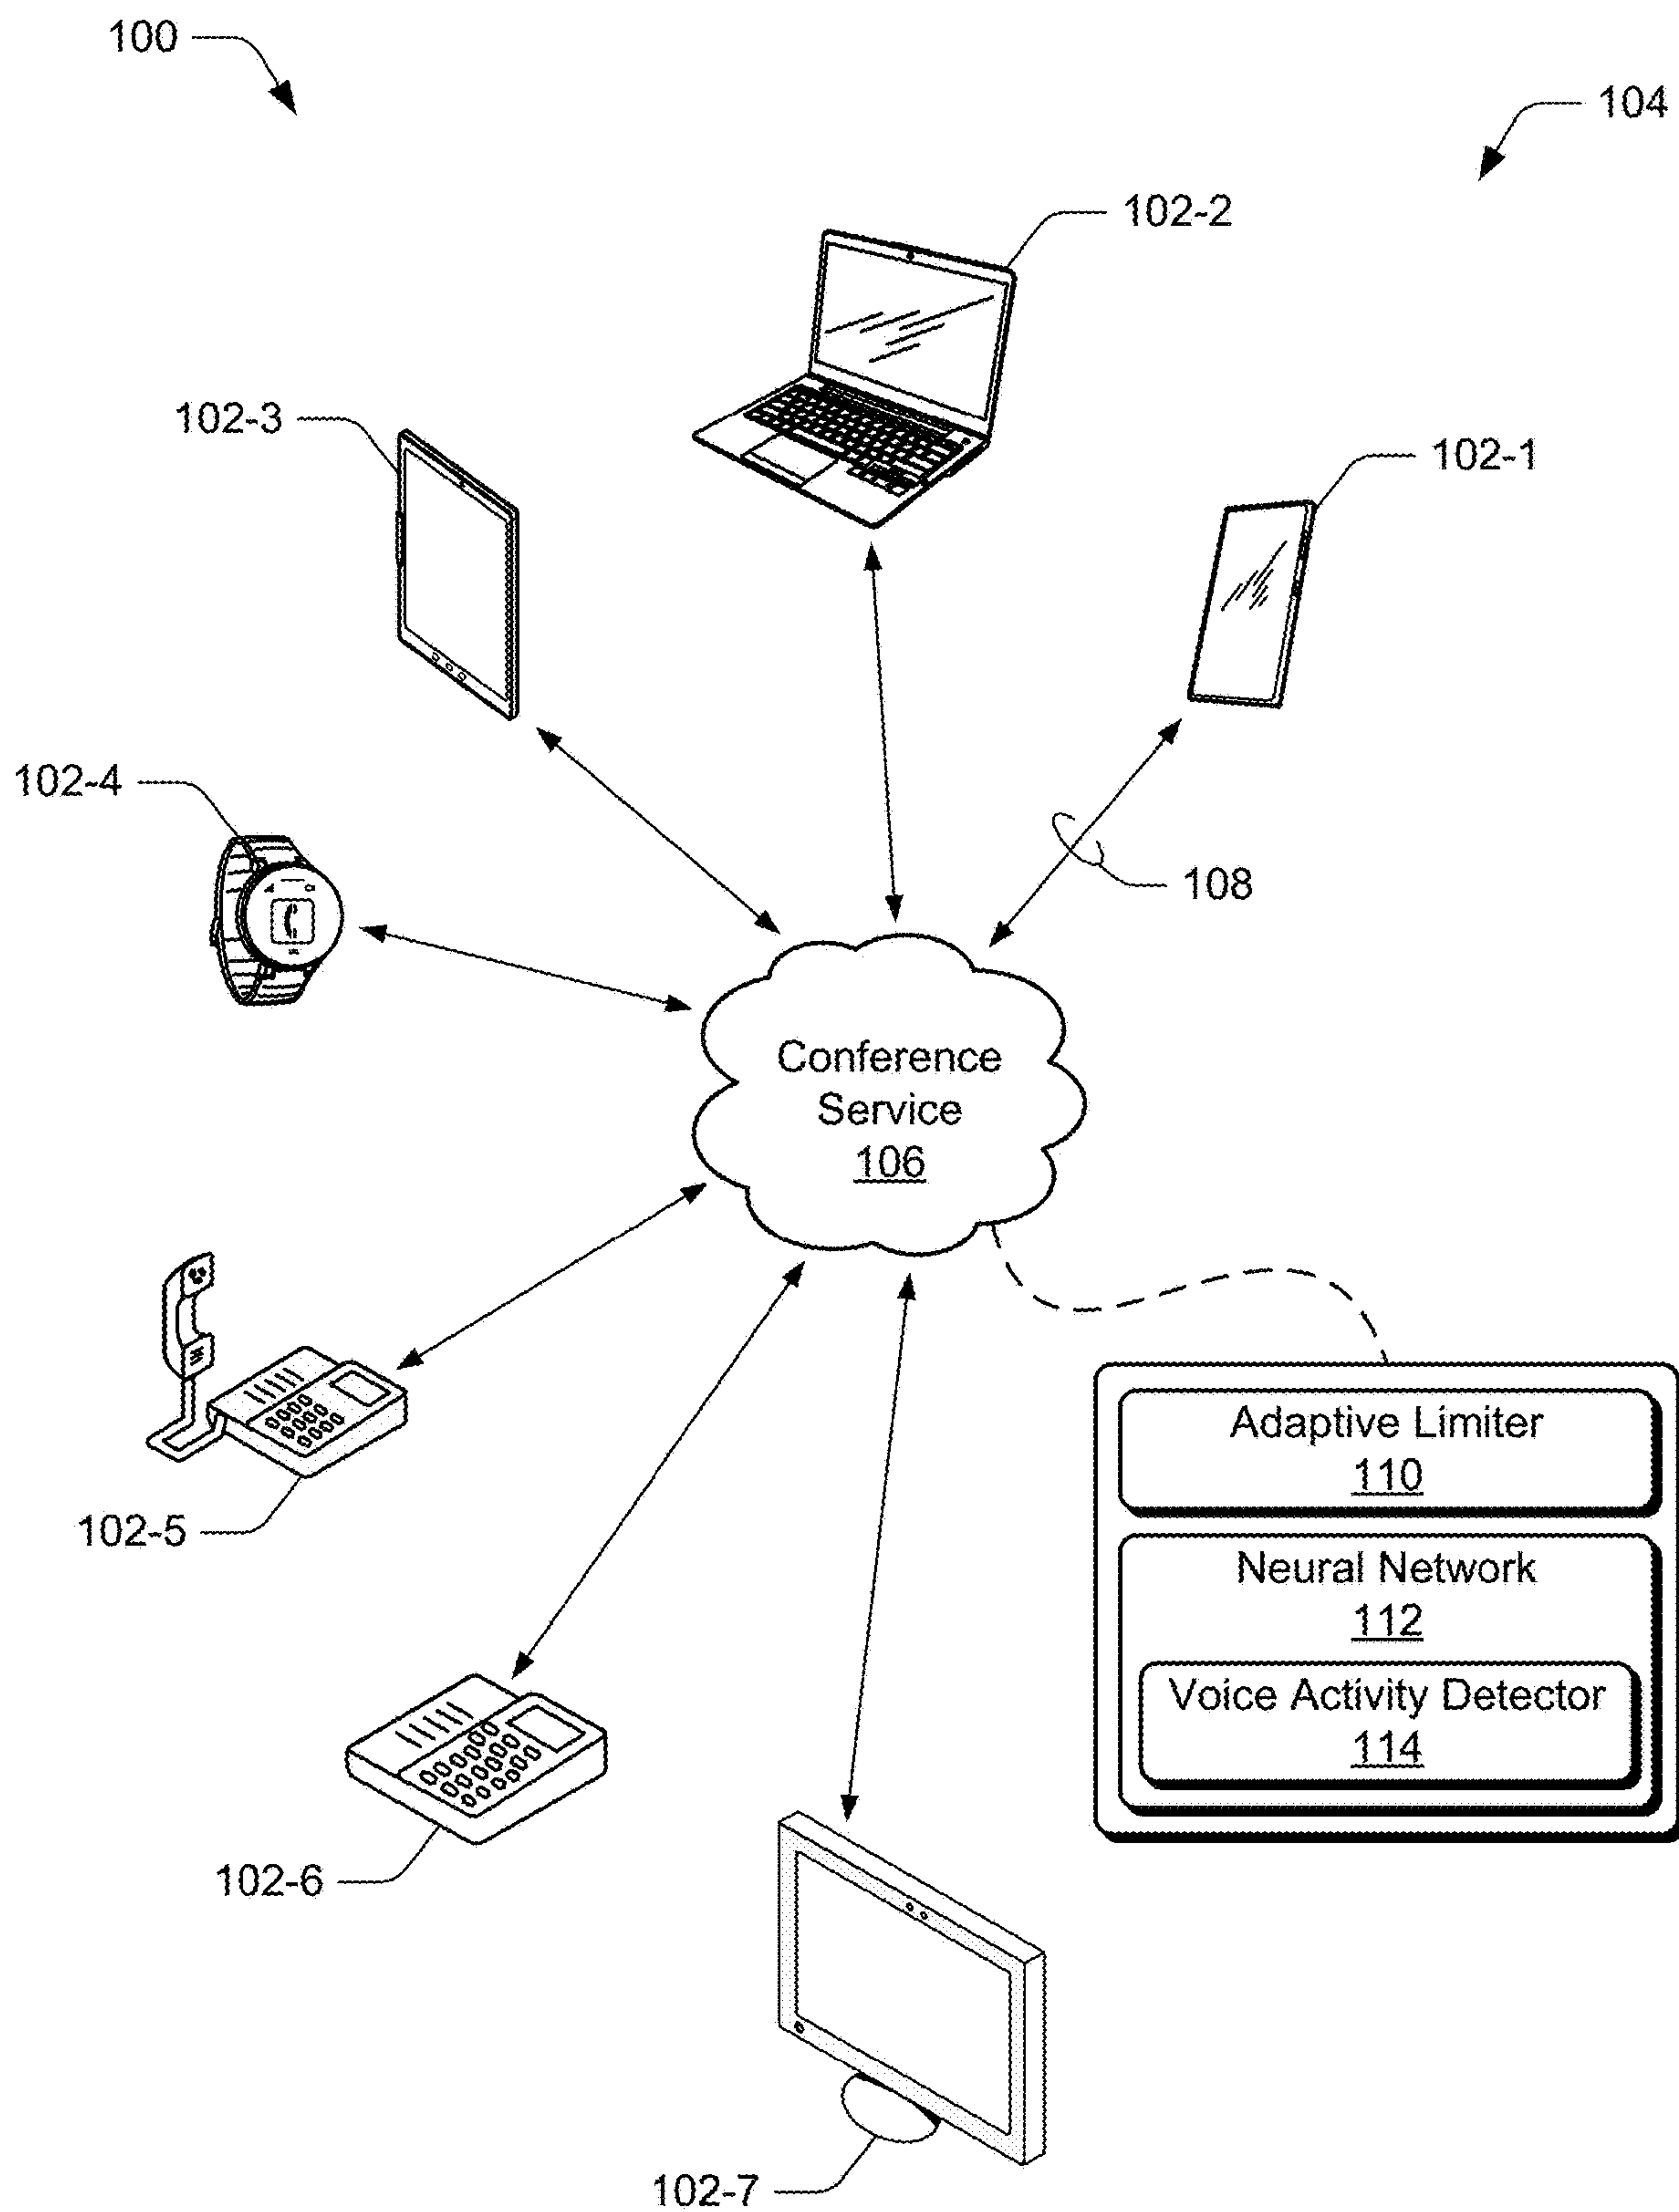 100
104
102-2
102-3
102-1
102-4
108
Conference
Service
106
Adaptive Limiter
110
102-5
Neural Network
112
Voice Activity Detector
114
102-6
102-7